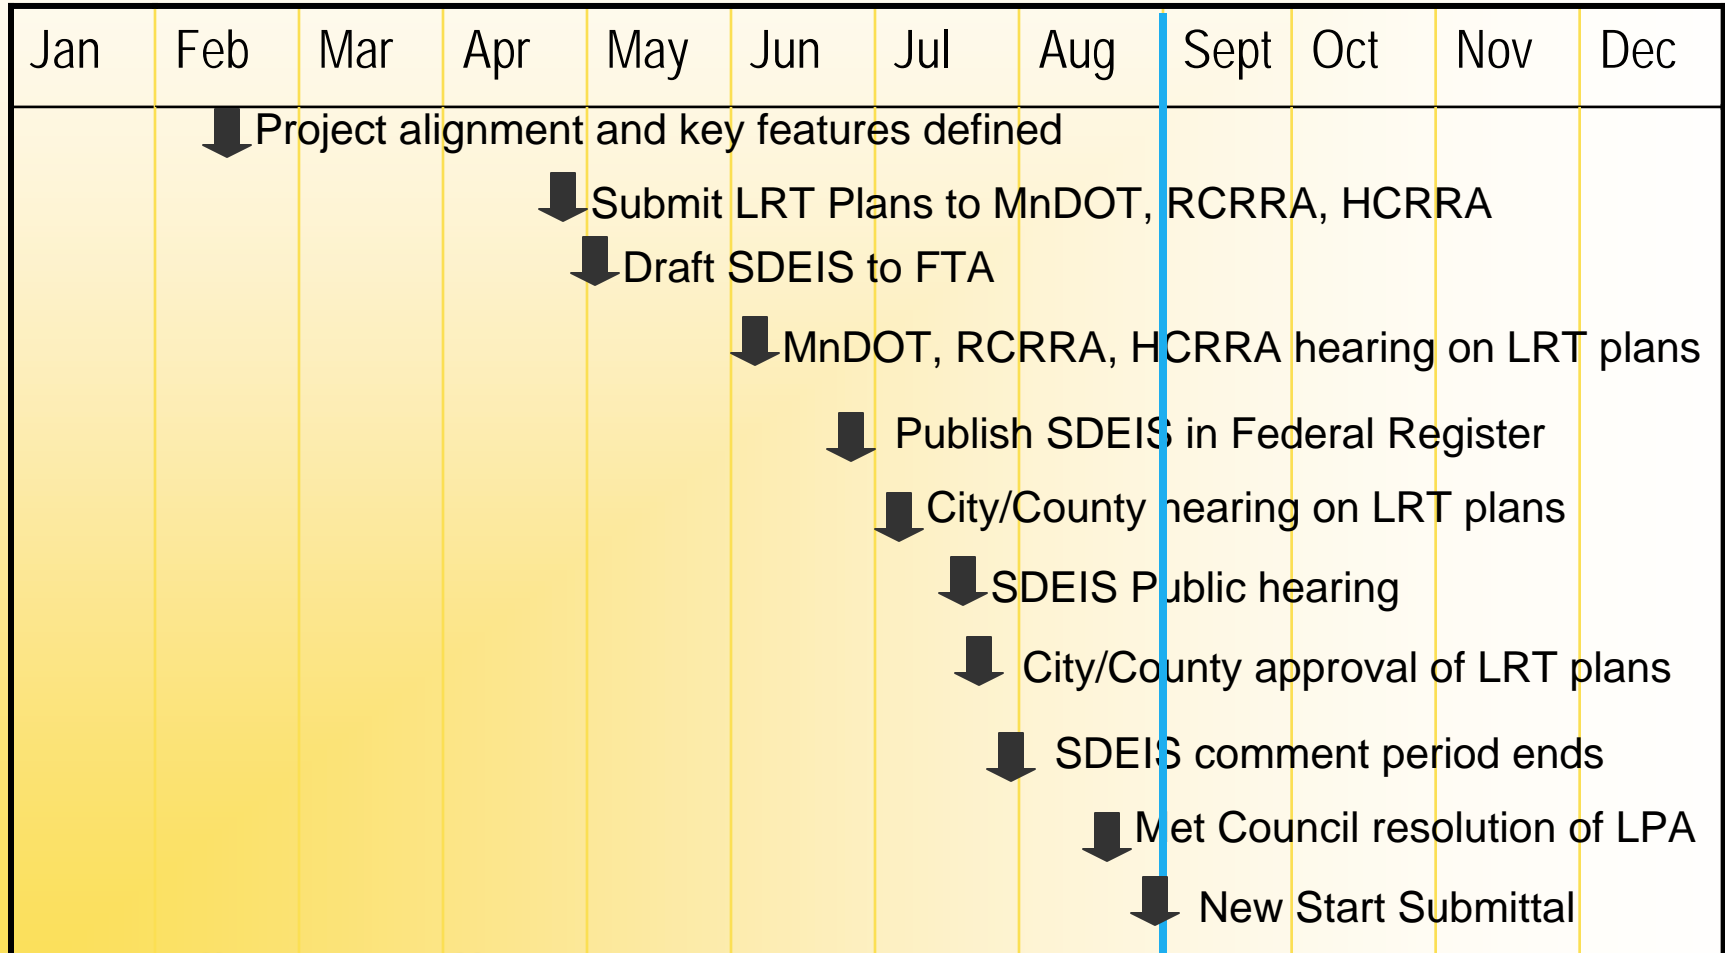 Jan Feb Mar Apr May Jun Jul Aug Sept Oct Nov Dec
Project alignment and key features defined
Submit LRT Plans to MnDOT, RCRRA, HCRRA
Draft SDEIS to FTA
MnDOT, RCRRA, HCRRA hearing on LRT plans
Publish SDEIS in Federal Register
City/County hearing on LRT plans
SDEIS Public hearing
City/County approval of LRT plans
SDEIS comment period ends
Met Council resolution of LPA
New Start Submittal